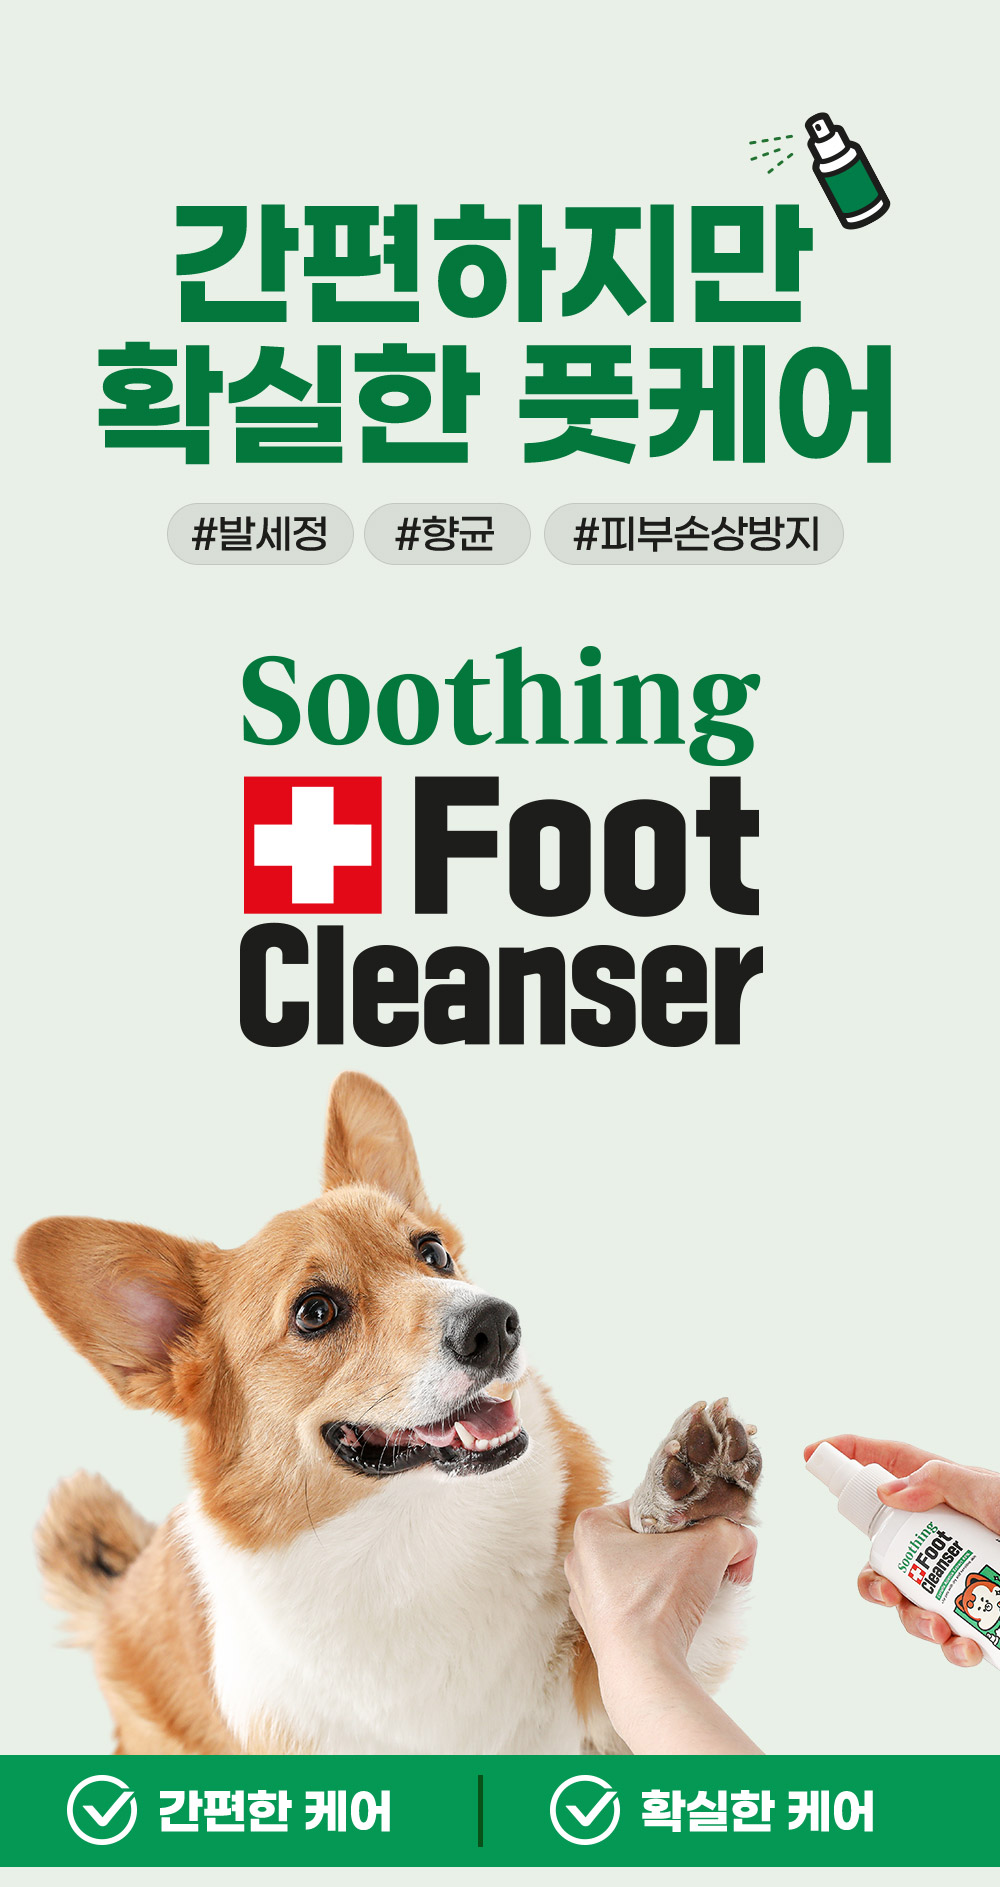 간편하지만
확실한 풋케어
#발세정 #향균 #피부손상방지
Soothing
Foot
Cleanser
Soothing
Foot
Cleanser
간편한 케어 확실한 케어